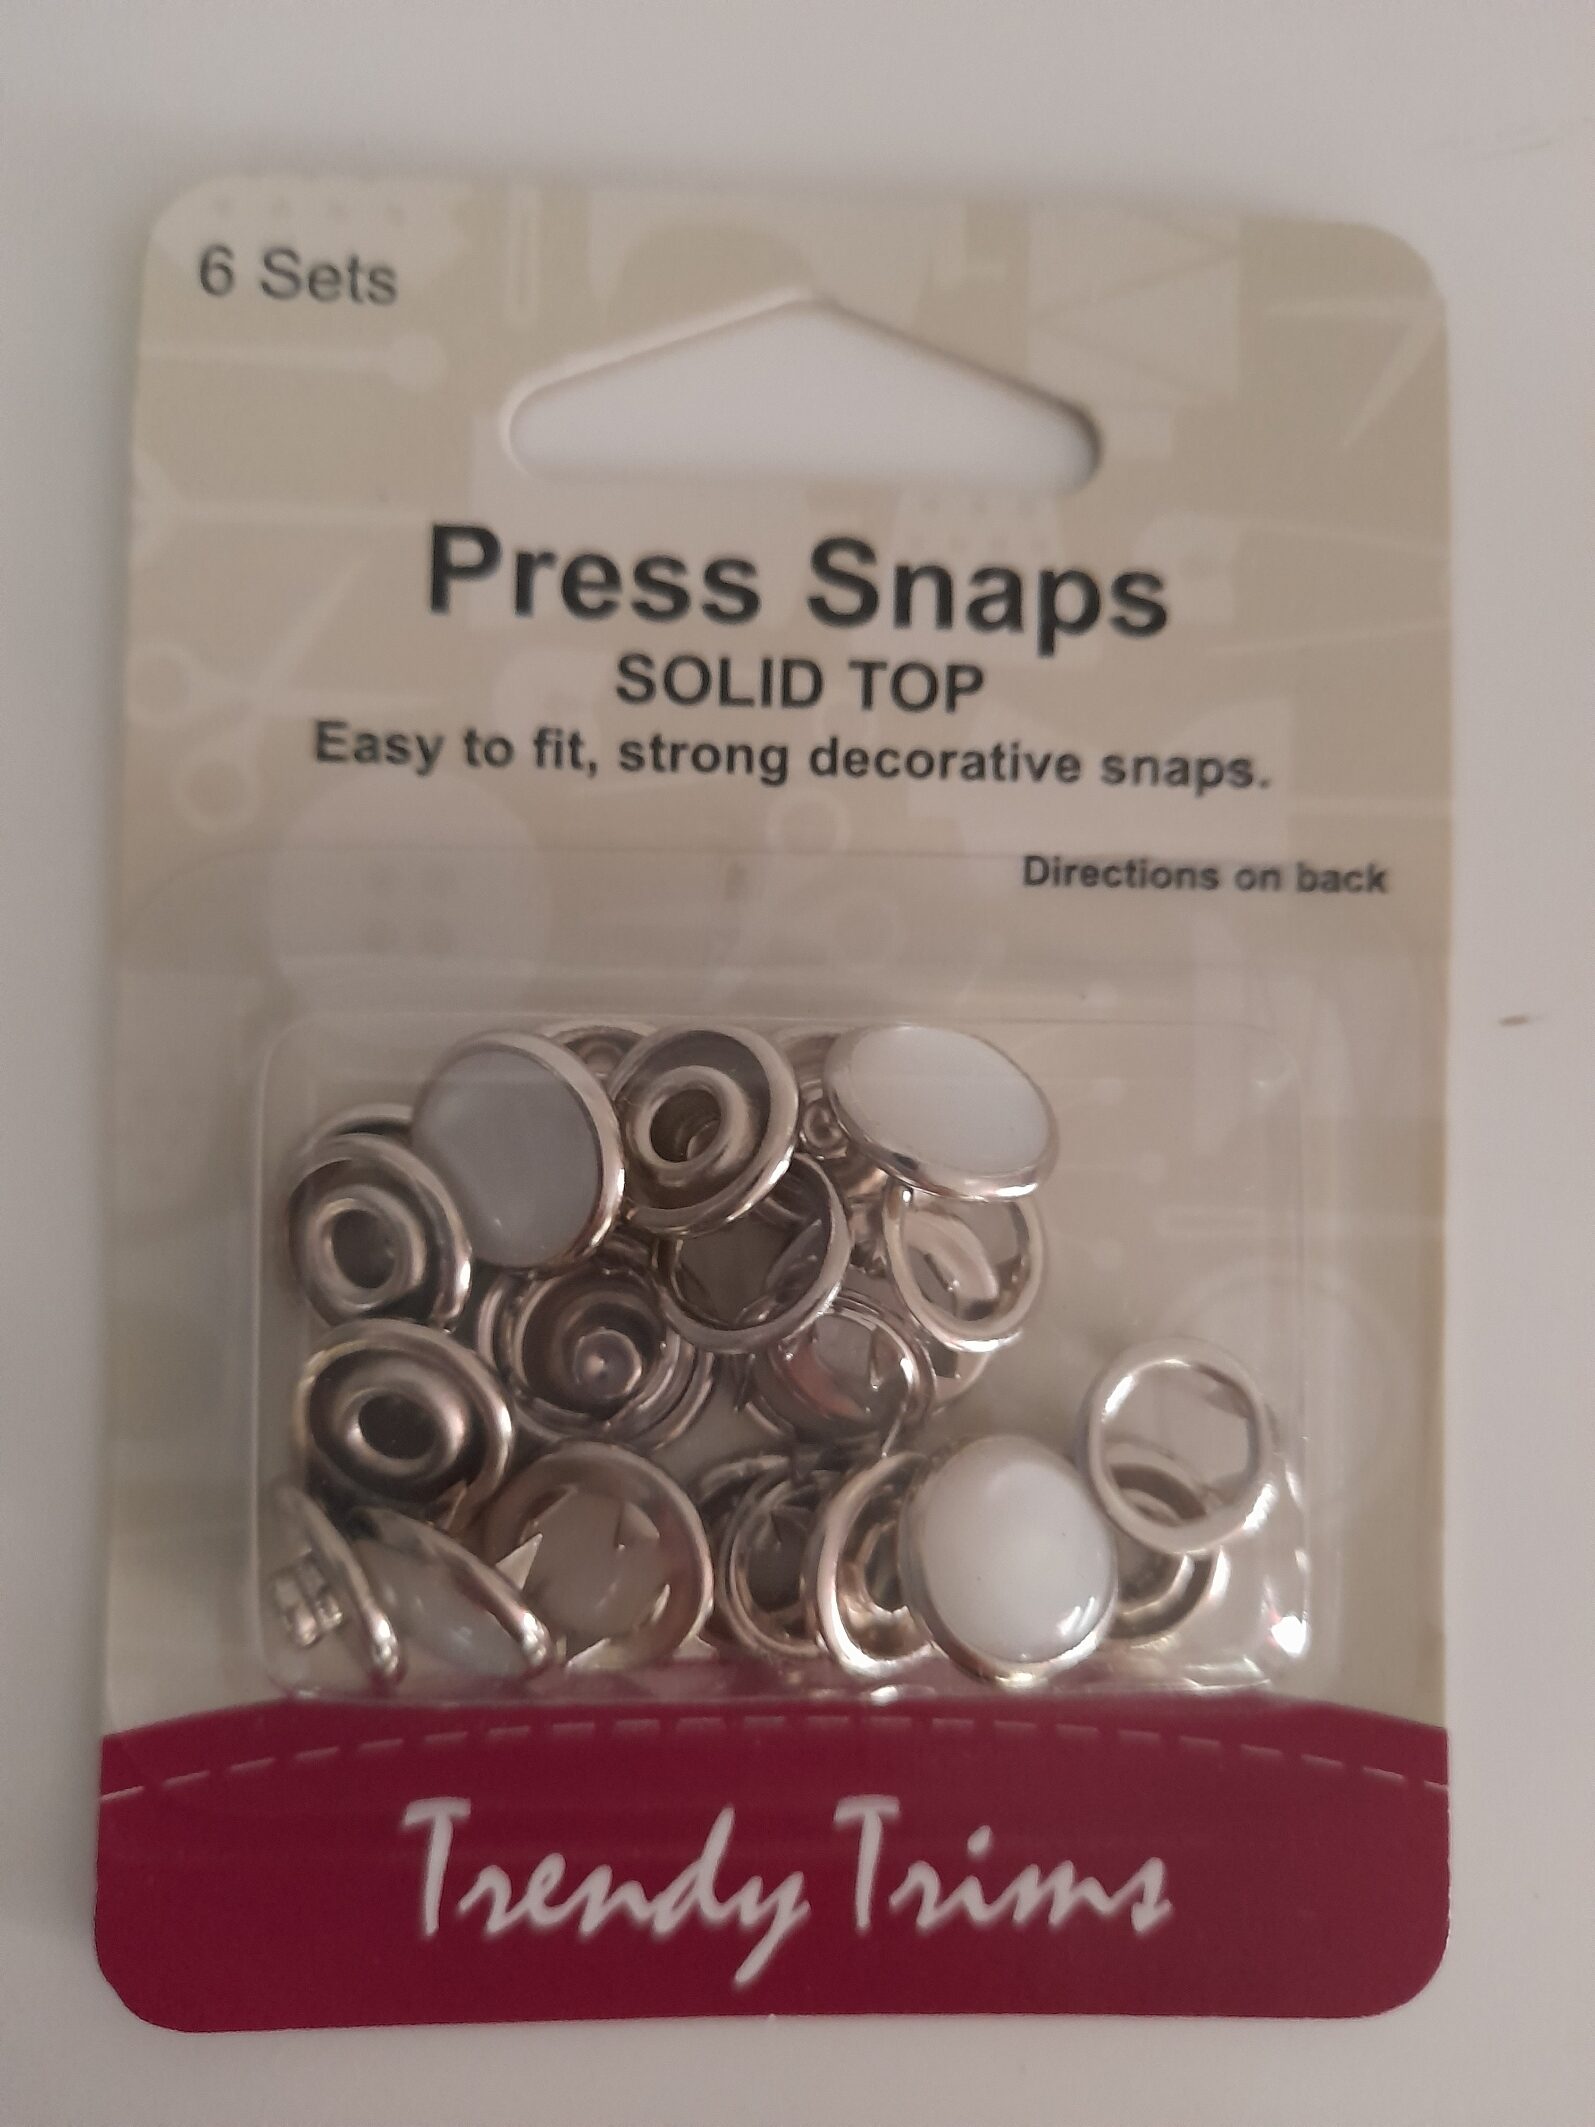 6 Sets
Press Snaps
SOLID TOP
Easy to fit, strong decorative snaps.
Directions on back
Trendy Trims